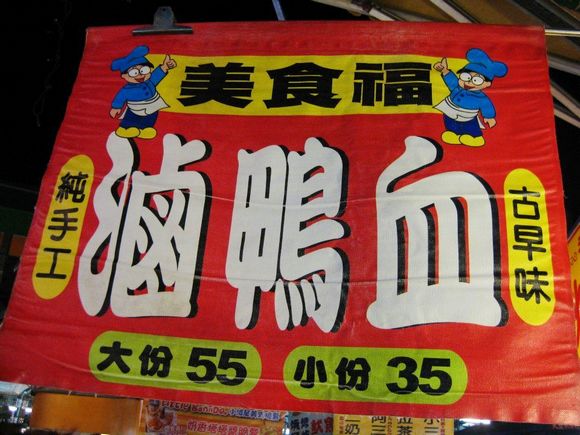 美食福
純手工
滷鴨血
古早味
大份 55
小份 35